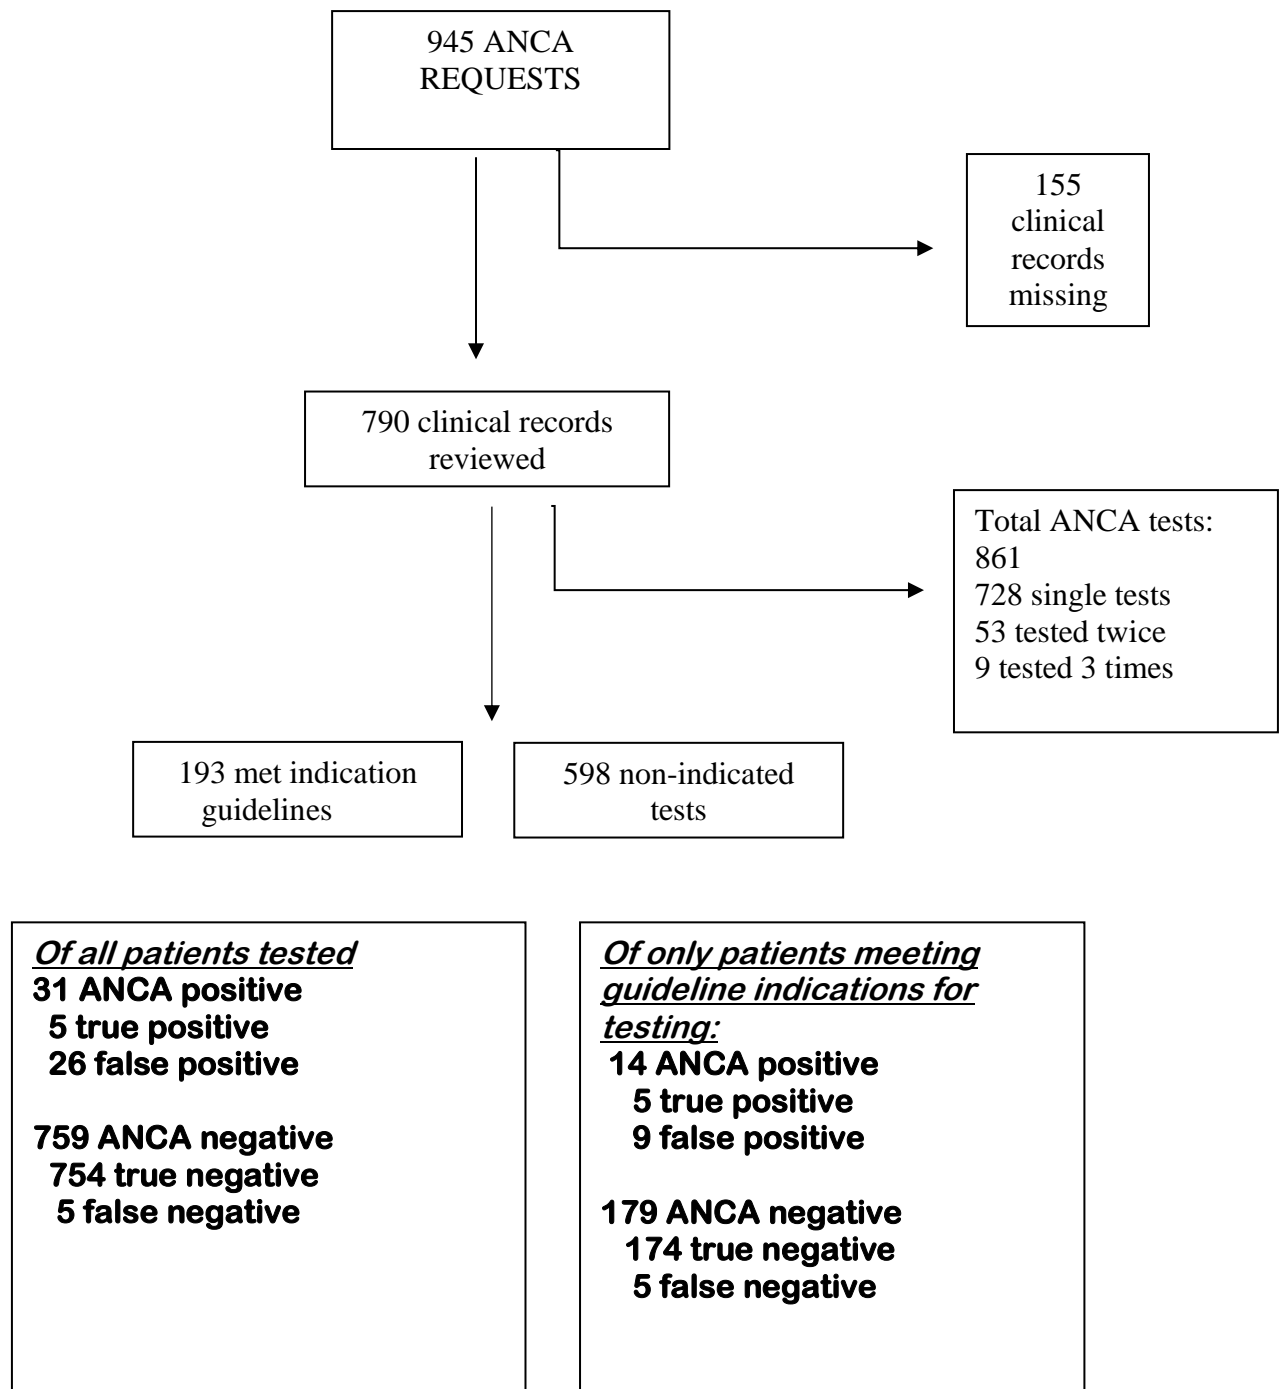 945 ANCA
REQUESTS
155
clinical
records
missing
790 clinical records
reviewed
Total ANCA tests:
861
728 single tests
53 tested twice
9 tested 3 times
193 met indication
guidelines
598 non-indicated
tests
Of all patients tested
31 ANCA positive
5 true positive
26 false positive
759 ANCA negative
754 true negative
5 false negative
Of only patients meeting
guideline indications for
testing:
14 ANCA positive
5 true positive
9 false positive
179 ANCA negative
174 true negative
5 false negative